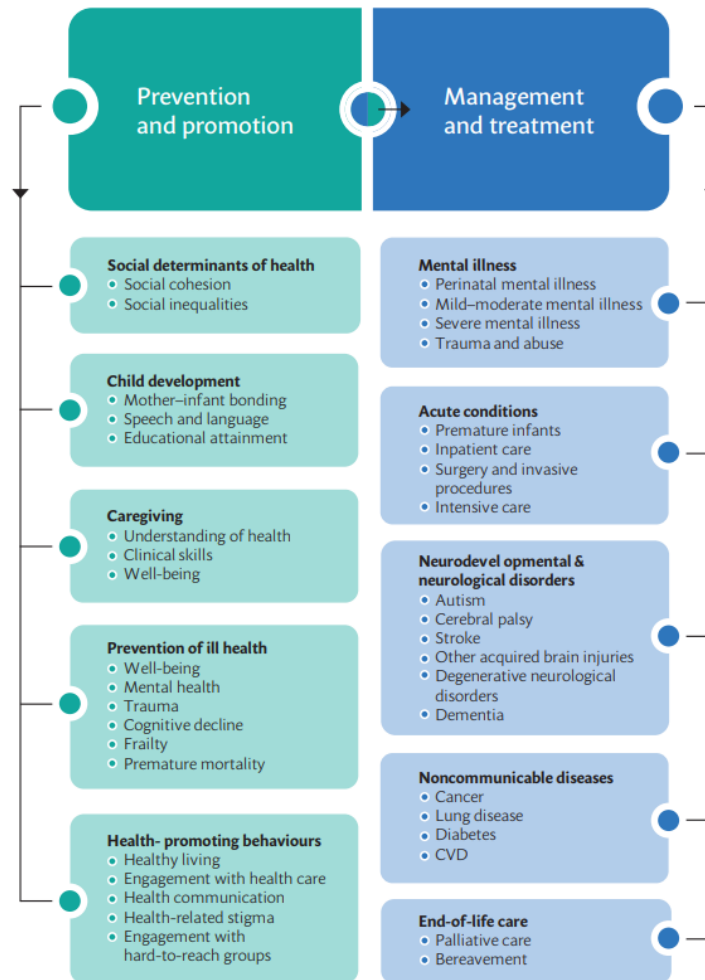 Prevention
and promotion
Management
and treatment
Social determinants of health
Social cohesion
Social inequalities
Child development
Mother–infant bonding
Speech and language
Educational attainment
Caregiving
Understanding of health
Clinical skills
Well-being
Prevention of ill health
Well-being
Mental health
Trauma
Cognitive decline
Frailty
Premature mortality
Health- promoting behaviours
Healthy living
Engagement with health care
Health communication
Health-related stigma
Engagement with
hard-to-reach groups
Mental illness
Perinatal mental illness
Mild–moderate mental illness
Severe mental illness
Trauma and abuse
Acute conditions
Premature infants
Inpatient care
Surgery and invasive
procedures
Intensive care
Neurodevel opmental &
neurological disorders
Autism
Cerebral palsy
Stroke
Other acquired brain injuries
Degenerative neurological
disorders
Dementia
Noncommunicable diseases
Cancer
Lung disease
Diabetes
CVD
End-of-life care
Palliative care
Bereavement